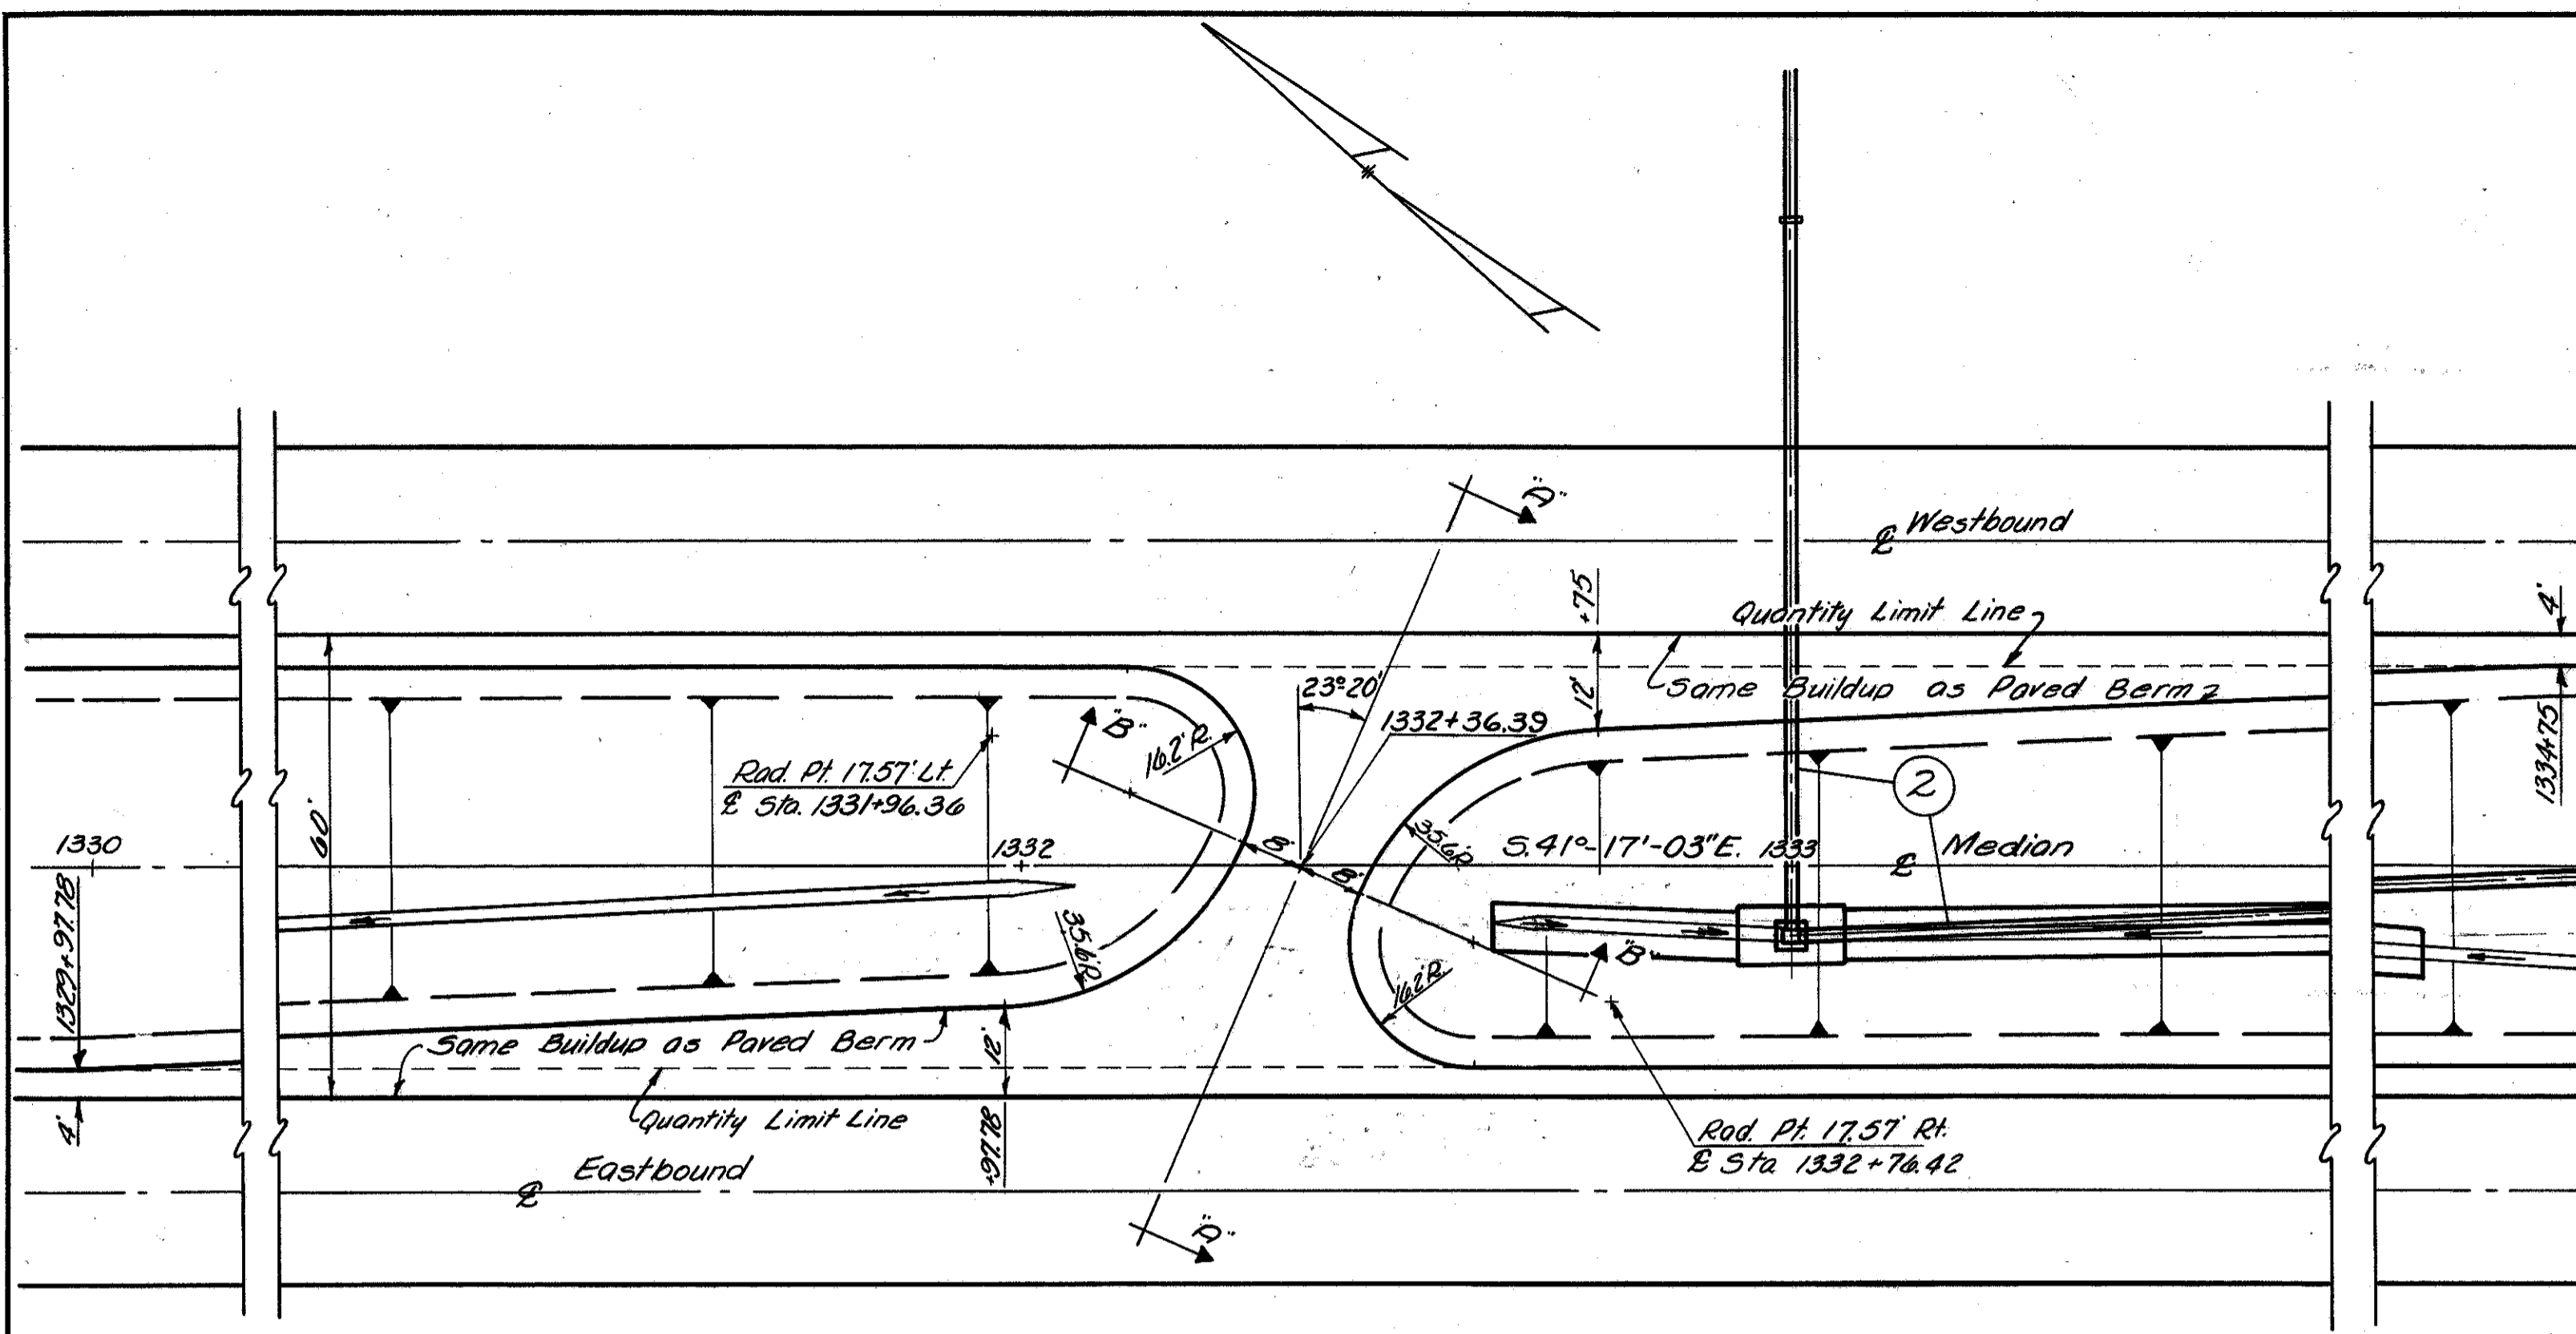 "A"
℄ Westbound
+75
4'
Quantity Limit Line
12'
23°20'
Same Buildup as Paved Berm
"B"
16.2' R.
1332+36.39
Rad. Pt. 17.57' Lt.
℄ Sta. 1331+96.36
1334+75
2
60'
1330
1332
8'
35.6' R.
S.41°-17'-03"E.
1333
℄ Median
8'
1329+97.78
35.6' R.
"B"
16.2' R.
Same Buildup as Paved Berm
12'
4'
Quantity Limit Line
+97.78
Rad. Pt. 17.57' Rt.
℄ Sta 1332+76.42
℄ Eastbound
"A"